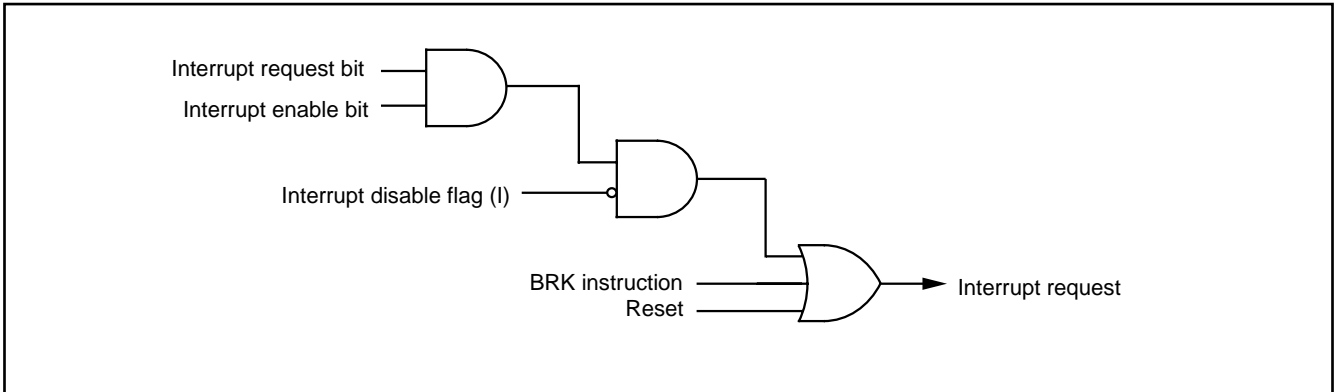 Interrupt request bit
Interrupt enable bit
Interrupt disable flag (I)
BRK instruction
Reset
Interrupt request